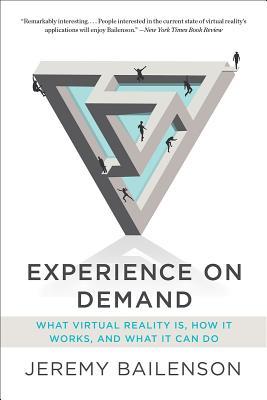 "Remarkably interesting. . . . People interested in the current state of virtual reality's
applications will enjoy Bailenson."—New York Times Book Review
EXPERIENCE ON
DEMAND
WHAT VIRTUAL REALITY IS, HOW IT
WORKS, AND WHAT IT CAN DO
JEREMY BAILENSON